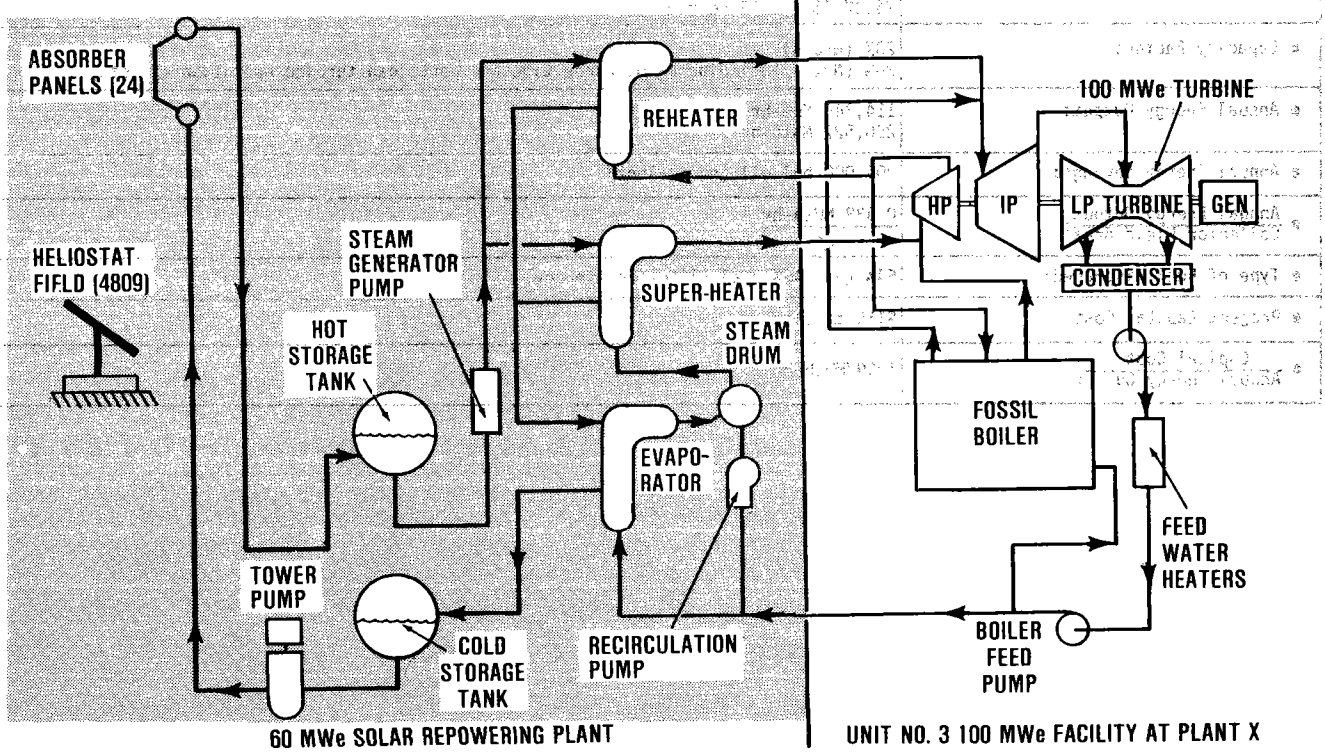 ABSORBER
PANELS (24)
HELIOSTAT
FIFLD (4809)
HOT
STORAGE
TANK
STEAM
GENERATOR
PUMP
REHEATER
SUPER-HEATER
STEAM
DRUM
EVAPO-
RATOR
TOWER
PUMP
COLD
STORAGE
TANK
RECIRCULATION
PUMP
60 MWe SOLAR REPOWERING PLANT
100 MWe TURBINE
HP
IP
LP TURBINE
GEN
CONDENSER
FOSSIL
BOILER
FEED
WATER
HEATERS
BOILER
FEED
PUMP
UNIT NO. 3 100 MWe FACILITY AT PLANT X